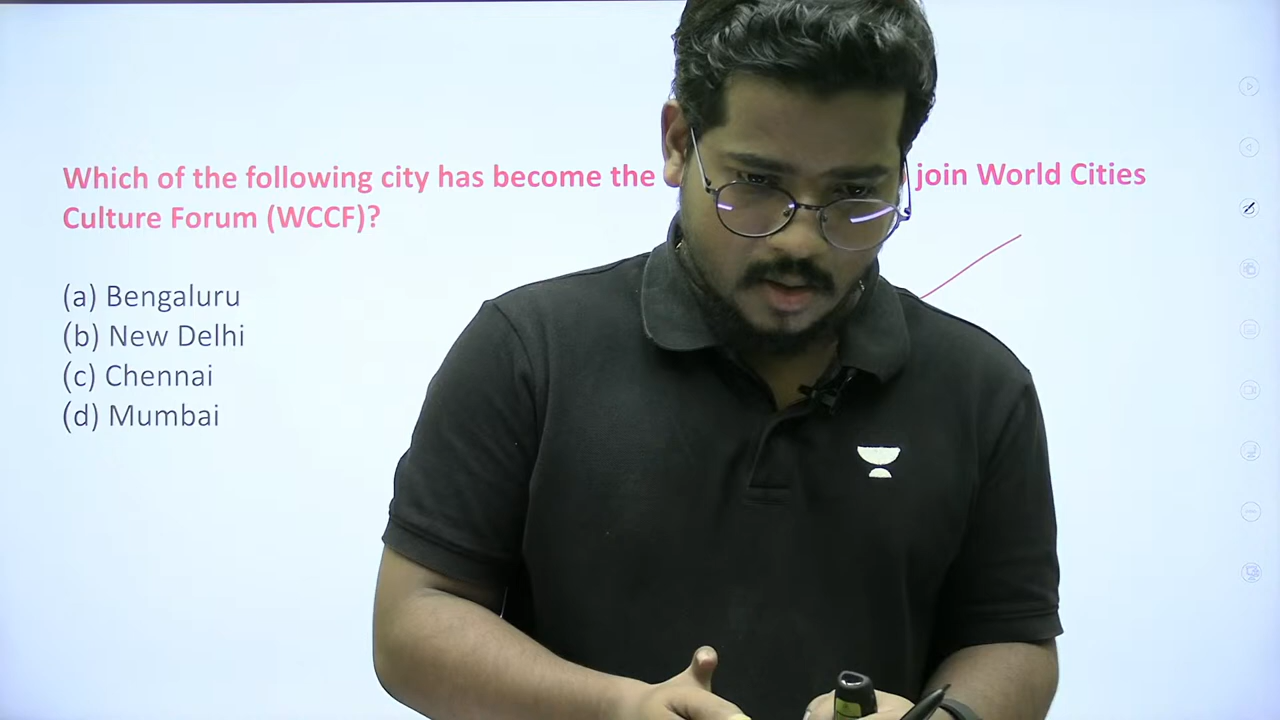 Which of the following city has become the join World Cities
Culture Forum (WCCF)?
(a) Bengaluru
(b) New Delhi
(c) Chennai
(d) Mumbai